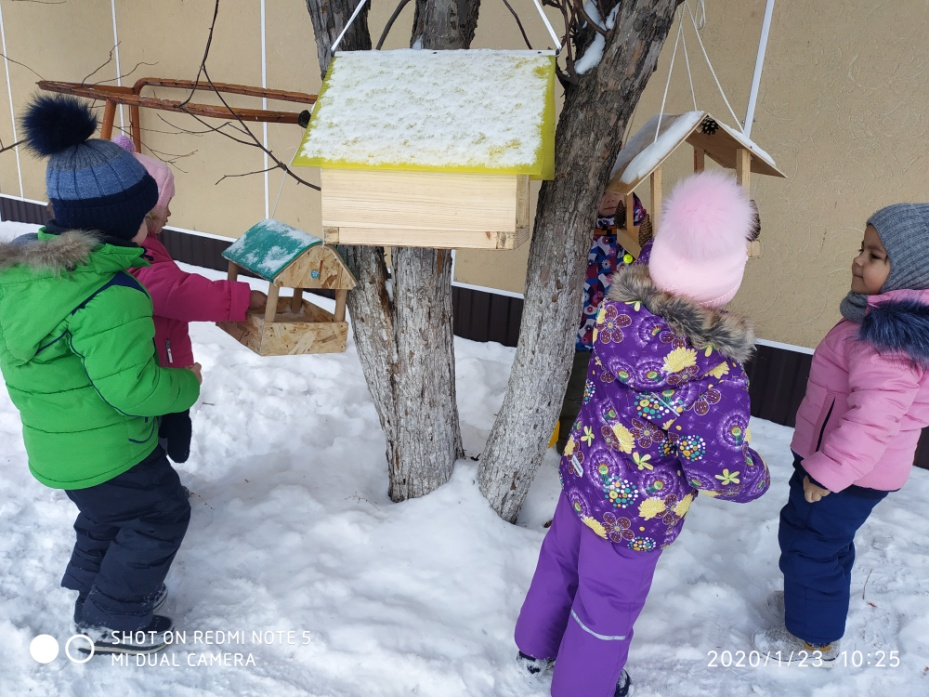 SHOT ON REDMI NOTE 5
MI DUAL CAMERA
2020/1/23 10:25